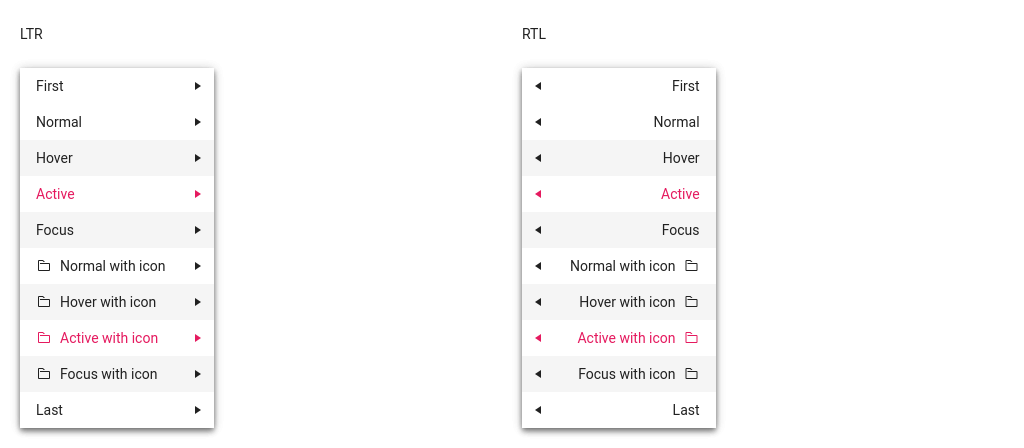 LTR
First
Normal
Hover
Active
Focus
Normal with icon
Hover with icon
Active with icon
Focus with icon
Last
RTL
First
Normal
Hover
Active
Focus
Normal with icon
Hover with icon
Active with icon
Focus with icon
Last